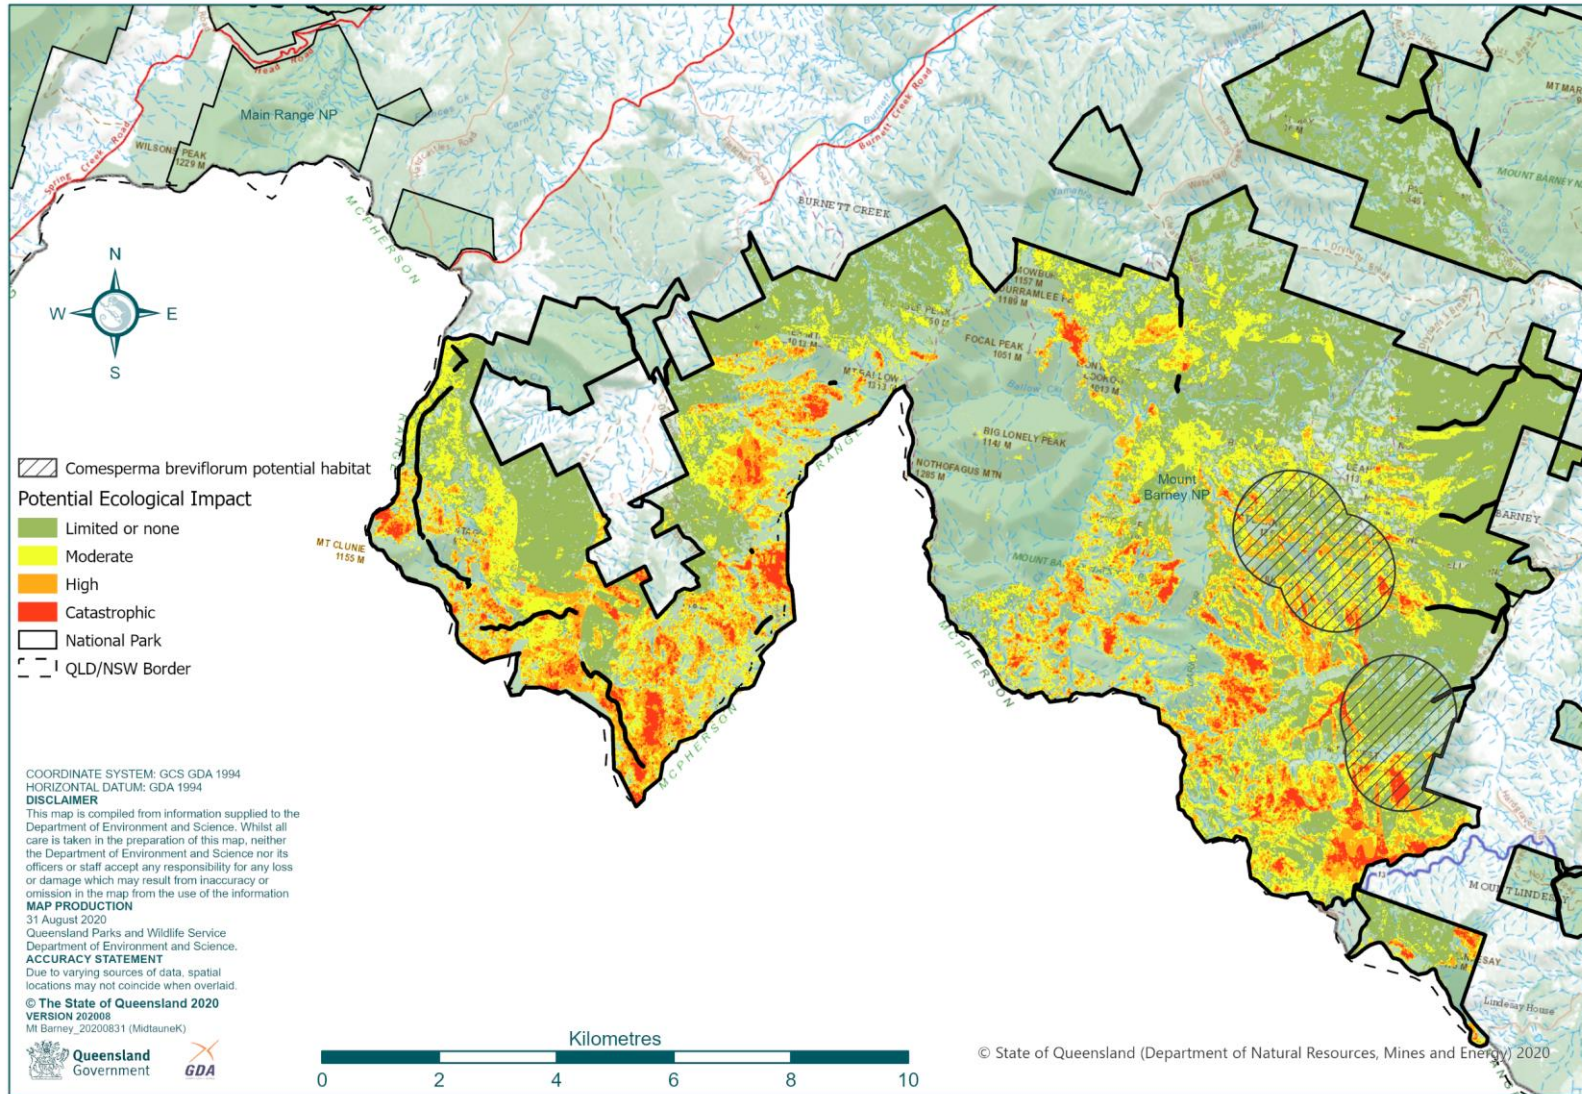 Main Range NP
Head Road
Spring Creek Road
WILSONS PEAK
1229 M
Burnett Creek Road
BURNETT CREEK
MCPHERSON
RANGE
N
W
E
S
FOCAL PEAK
1051 M
BIG LONELY PEAK
NOTHOFAGUS MTN
1285 M
Mount
Barney NP
BARNEY
MT CLUNIE
1155 M
MCPHERSON
RANGE
MCPHERSON
MOUNT LINDESAY
Lindesay House
Comesperma breviflorum potential habitat
Potential Ecological Impact
Limited or none
Moderate
High
Catastrophic
National Park
QLD/NSW Border
COORDINATE SYSTEM: GCS GDA 1994
HORIZONTAL DATUM: GDA 1994
DISCLAIMER
This map is compiled from information supplied to the
Department of Environment and Science. Whilst all
care is taken in the preparation of this map, neither
the Department of Environment and Science nor its
officers or staff accept any responsibility for any loss
or damage which may result from inaccuracy or
omission in the map from the use of the information
MAP PRODUCTION
31 August 2020
Queensland Parks and Wildlife Service
Department of Environment and Science.
ACCURACY STATEMENT
Due to varying sources of data, spatial
locations may not coincide when overlaid.
© The State of Queensland 2020
VERSION 202008
Mt Barney_20200831 (MidtauneK)
Queensland
Government
GDA
Kilometres
0 2 4 6 8 10
© State of Queensland (Department of Natural Resources, Mines and Energy) 2020